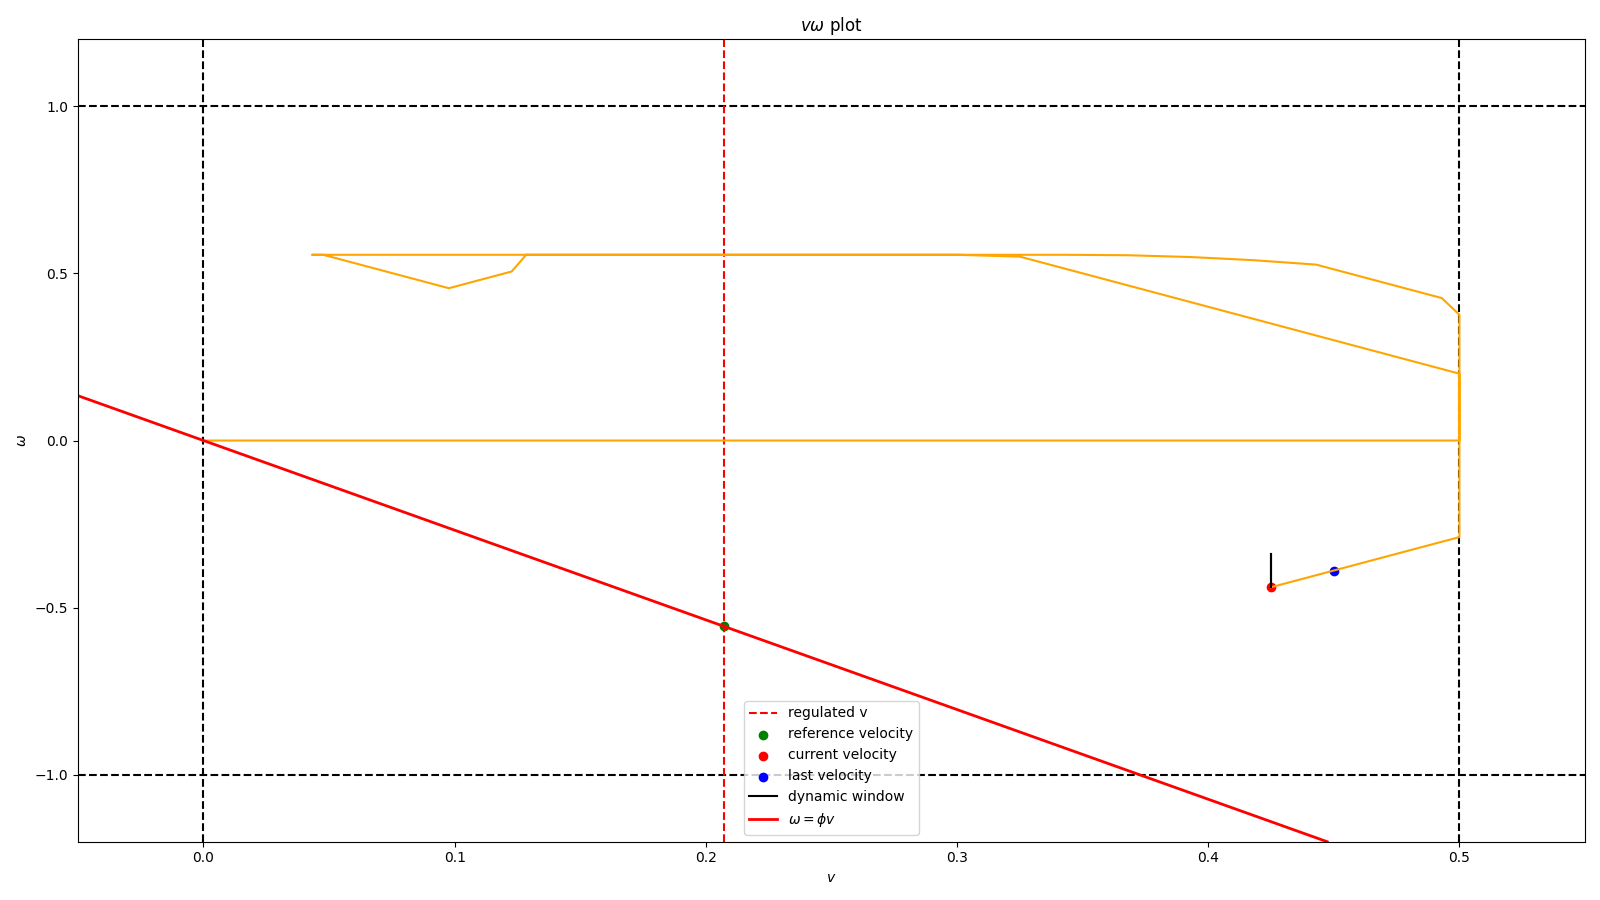 vω plot
1.0
0.5
0.0
−0.5
−1.0
ω
regulated v
reference velocity
current velocity
last velocity
dynamic window
ω = ϕv
0.0 0.1 0.2 0.3 0.4 0.5
v